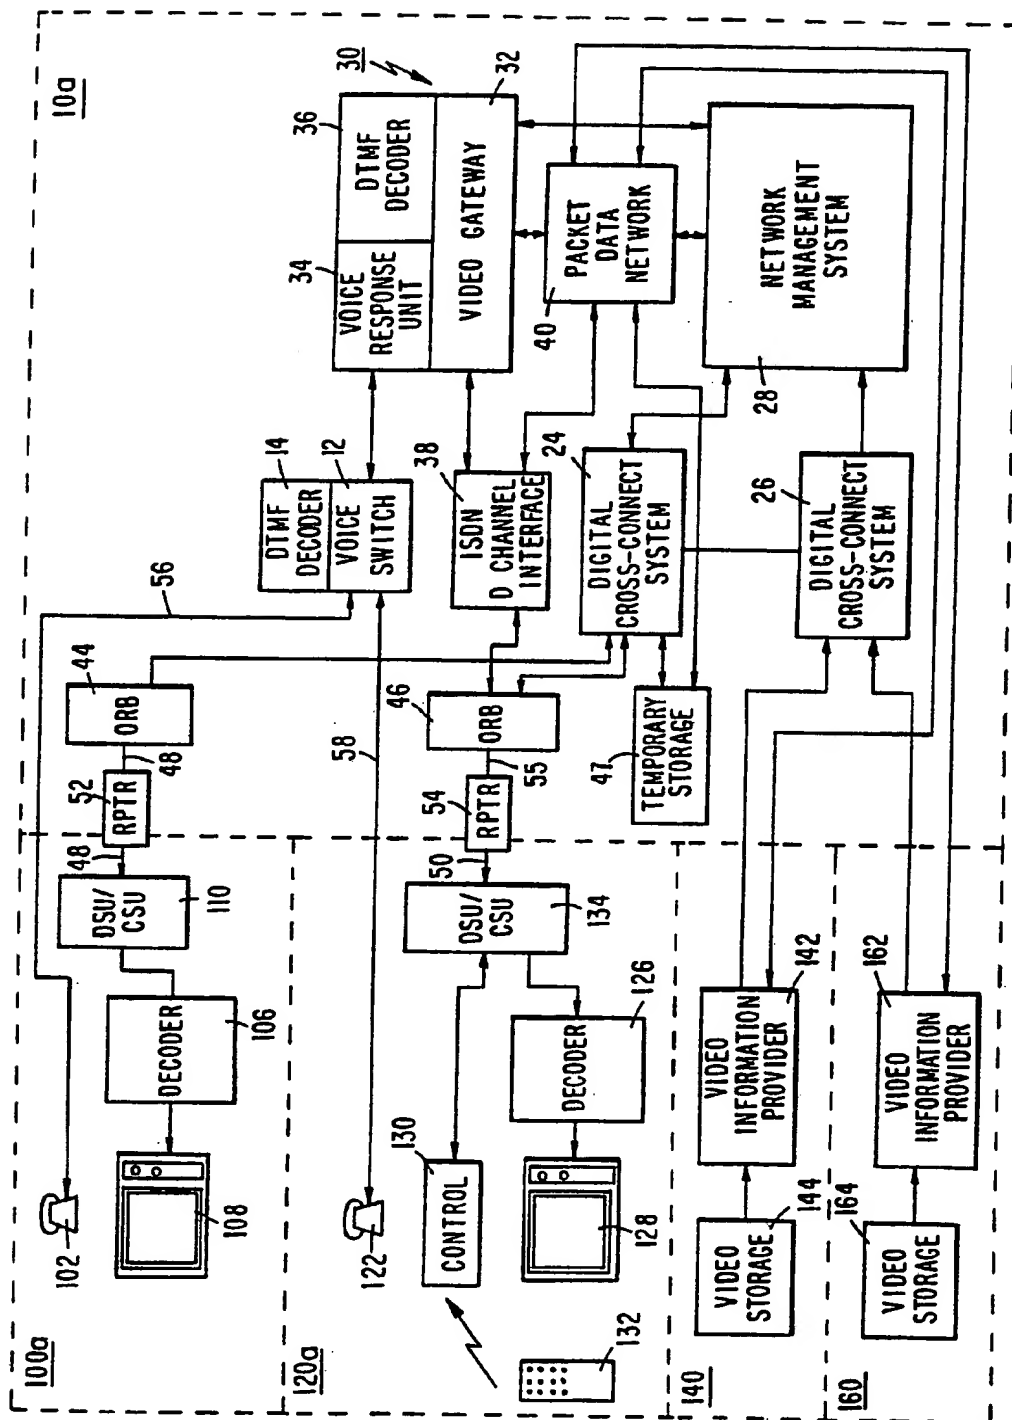 10a
30
36
32
34
DTMF
DECODER
VOICE
RESPONSE
UNIT
VIDEO GATEWAY
56
14
12
DTMF
DECODER
VOICE
SWITCH
38
ISDN
D CHANNEL
INTERFACE
40
PACKET
DATA
NETWORK
28
NETWORK
MANAGEMENT
SYSTEM
24
DIGITAL
CROSS-CONNECT
SYSTEM
26
DIGITAL
CROSS-CONNECT
SYSTEM
44
ORB
48
52
RPTR
48
58
46
ORB
55
54
RPTR
50
47
TEMPORARY
STORAGE
100a
DSU/
CSU
110
DECODER
106
108
102
120a
DSU/
CSU
134
DECODER
126
128
122
130
CONTROL
132
140
VIDEO
INFORMATION
PROVIDER
142
VIDEO
STORAGE
144
160
VIDEO
INFORMATION
PROVIDER
162
VIDEO
STORAGE
164